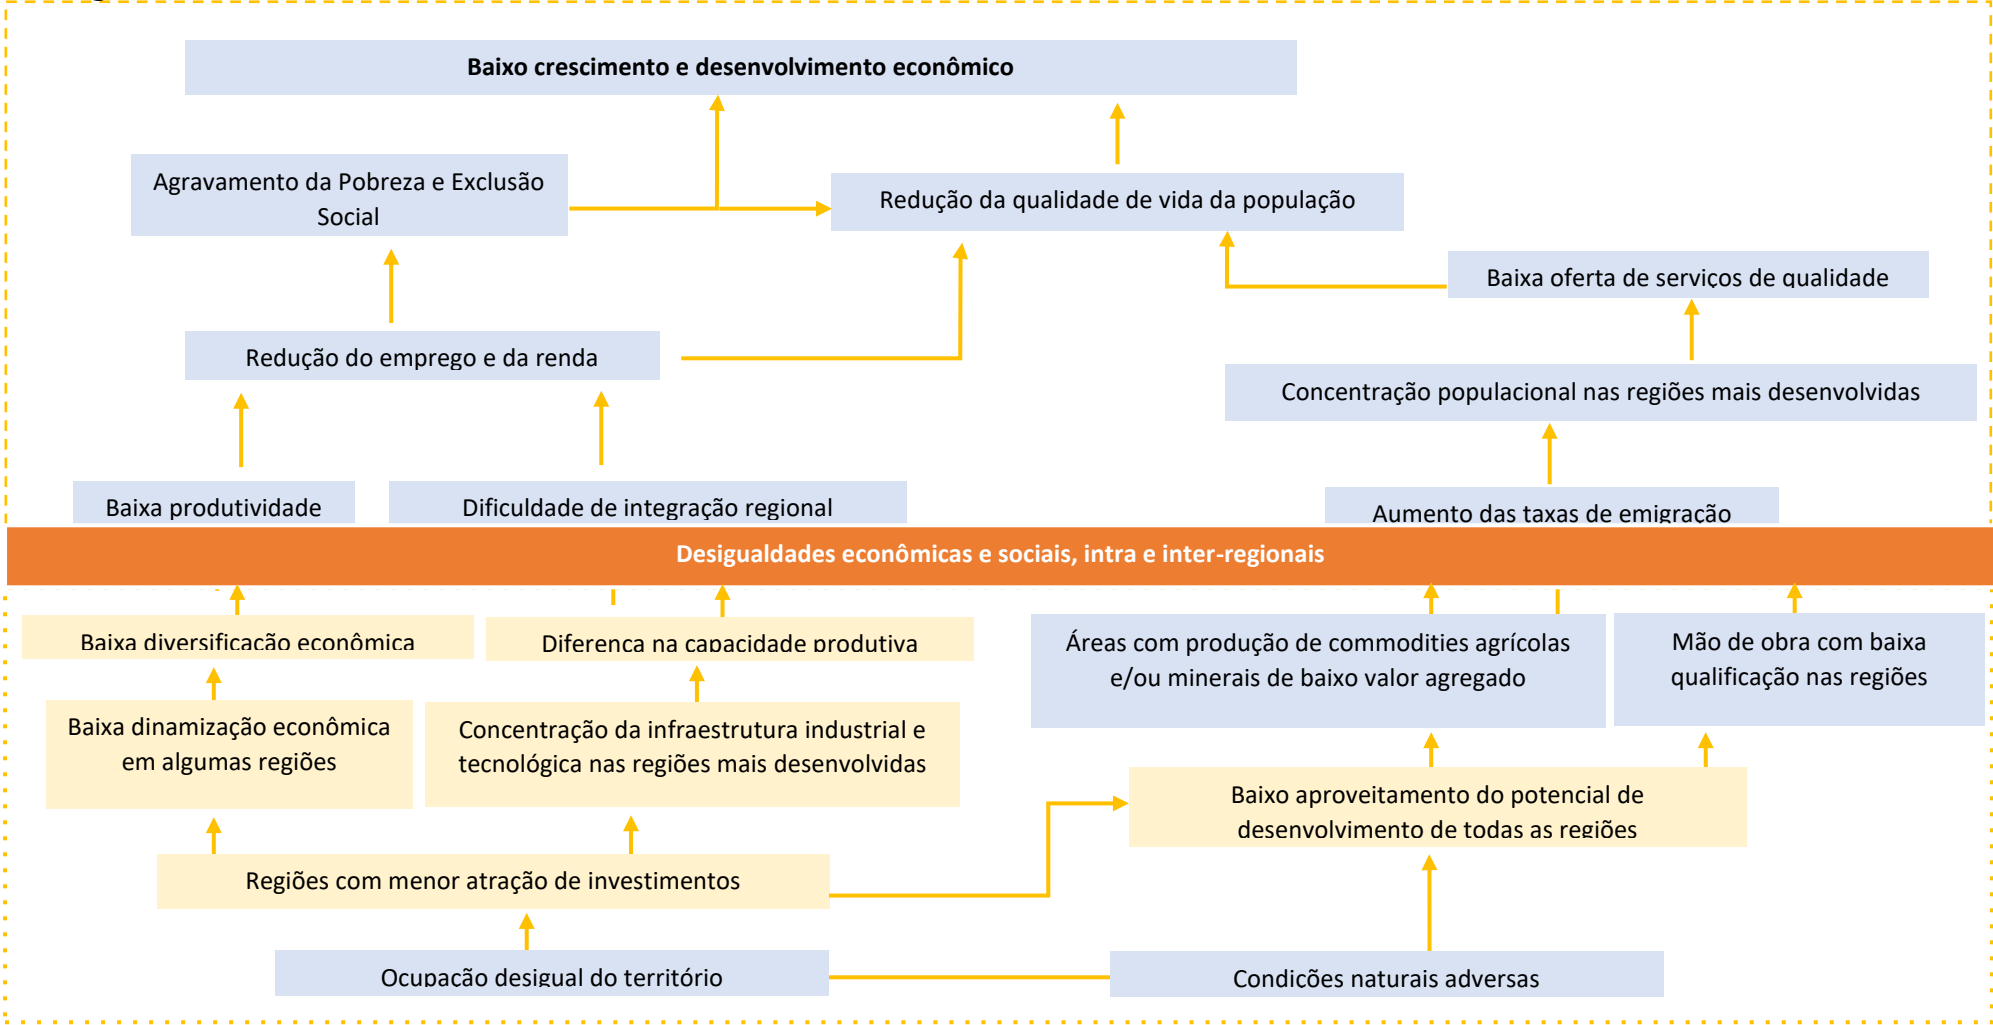 Baixo crescimento e desenvolvimento econômico
Agravamento da Pobreza e Exclusão
Social
Redução da qualidade de vida da população
Baixa oferta de serviços de qualidade
Redução do emprego e da renda
Concentração populacional nas regiões mais desenvolvidas
Baixa produtividade
Dificuldade de integração regional
Aumento das taxas de emigração
Desigualdades econômicas e sociais, intra e inter-regionais
Baixa diversificação econômica
Diferença na capacidade produtiva
Áreas com produção de commodities agrícolas
e/ou minerais de baixo valor agregado
Mão de obra com baixa
qualificação nas regiões
Baixa dinamização econômica
em algumas regiões
Concentração da infraestrutura industrial e
tecnológica nas regiões mais desenvolvidas
Baixo aproveitamento do potencial de
desenvolvimento de todas as regiões
Regiões com menor atração de investimentos
Ocupação desigual do território
Condições naturais adversas